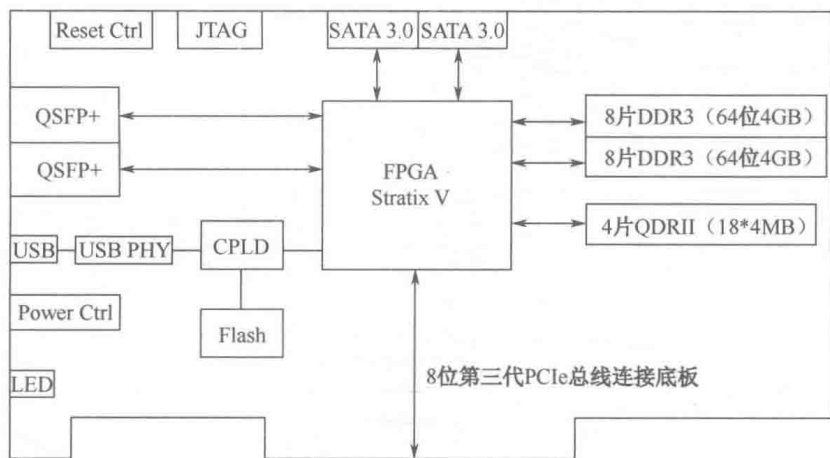 Reset Ctrl
JTAG
SATA 3.0
SATA 3.0
QSFP+
QSFP+
FPGA
Stratix V
8片DDR3（64位4GB）
8片DDR3（64位4GB）
4片QDRII（18*4MB）
USB
USB PHY
CPLD
Power Ctrl
Flash
LED
8位第三代PCIe总线连接底板